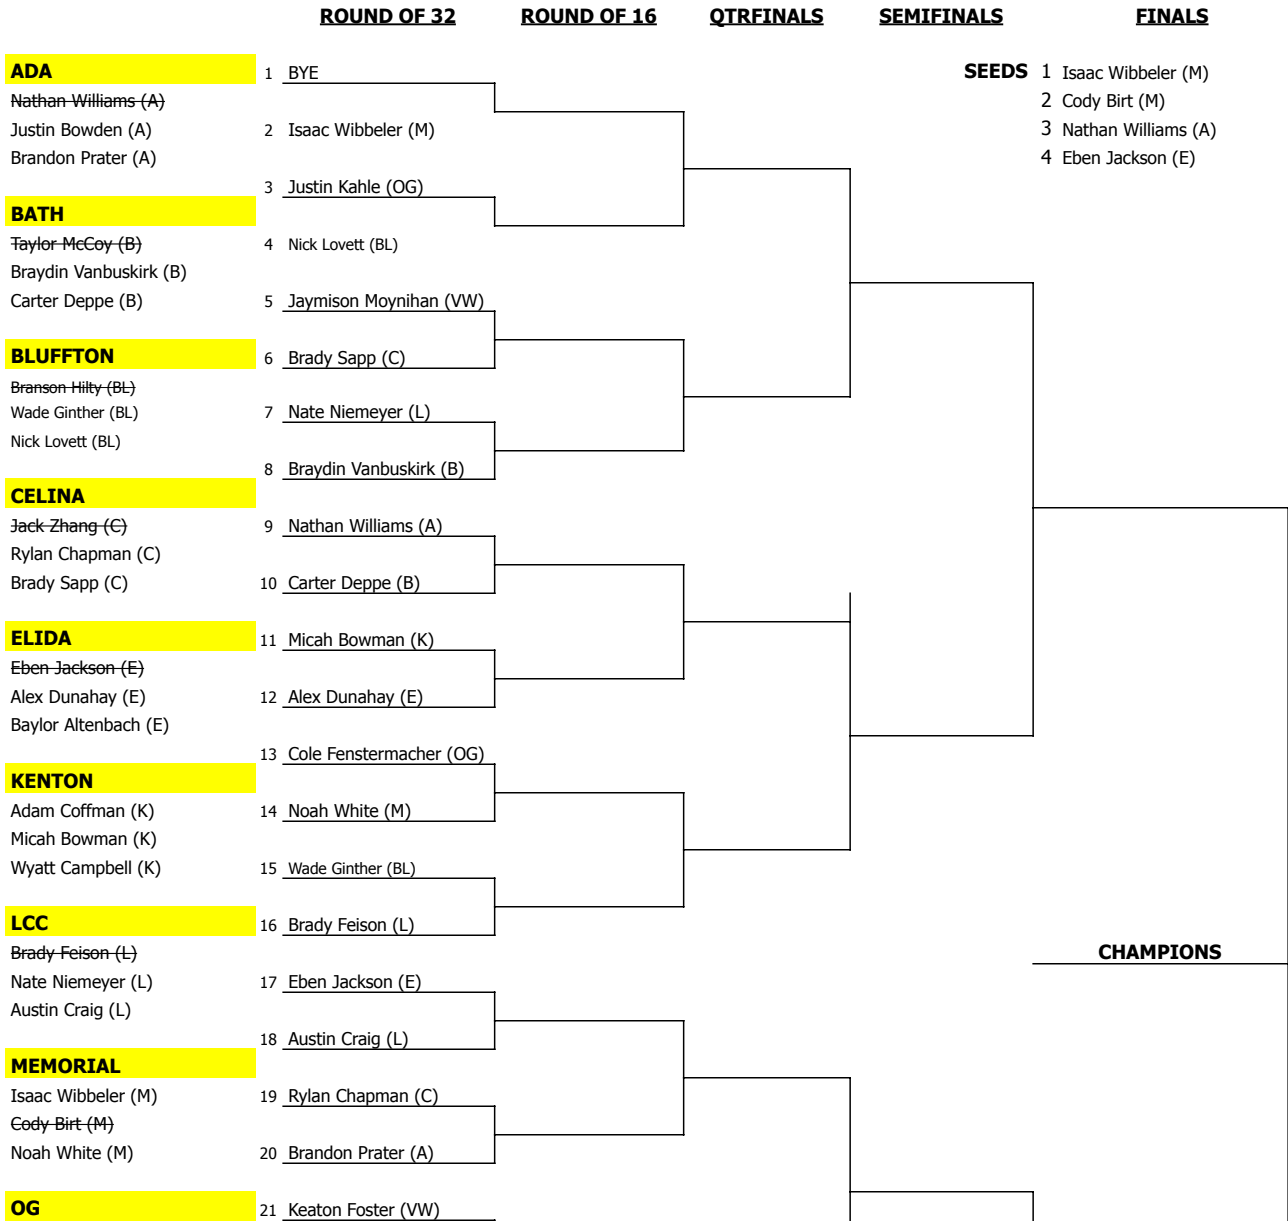 ROUND OF 32 ROUND OF 16 QTRFINALS SEMIFINALS FINALS
ADA 1 BYE SEEDS 1 Isaac Wibbeler (M)
Nathan Williams (A) 2 Cody Birt (M)
Justin Bowden (A) 2 Isaac Wibbeler (M) 3 Nathan Williams (A)
Brandon Prater (A) 4 Eben Jackson (E)
3 Justin Kahle (OG)
BATH
Taylor McCoy (B) 4 Nick Lovett (BL)
Braydin Vanbuskirk (B)
Carter Deppe (B) 5 Jaymison Moynihan (VW)
BLUFFTON 6 Brady Sapp (C)
Branson Hilty (BL)
Wade Ginther (BL) 7 Nate Niemeyer (L)
Nick Lovett (BL)
8 Braydin Vanbuskirk (B)
CELINA
Jack Zhang (C) 9 Nathan Williams (A)
Rylan Chapman (C)
Brady Sapp (C) 10 Carter Deppe (B)
ELIDA 11 Micah Bowman (K)
Eben Jackson (E)
Alex Dunahay (E) 12 Alex Dunahay (E)
Baylor Altenbach (E)
13 Cole Fenstermacher (OG)
KENTON
Adam Coffman (K) 14 Noah White (M)
Micah Bowman (K)
Wyatt Campbell (K) 15 Wade Ginther (BL)
LCC 16 Brady Feison (L)
Brady Feison (L) CHAMPIONS
Nate Niemeyer (L) 17 Eben Jackson (E)
Austin Craig (L)
18 Austin Craig (L)
MEMORIAL
Isaac Wibbeler (M) 19 Rylan Chapman (C)
Cody Birt (M)
Noah White (M) 20 Brandon Prater (A)
OG 21 Keaton Foster (VW)